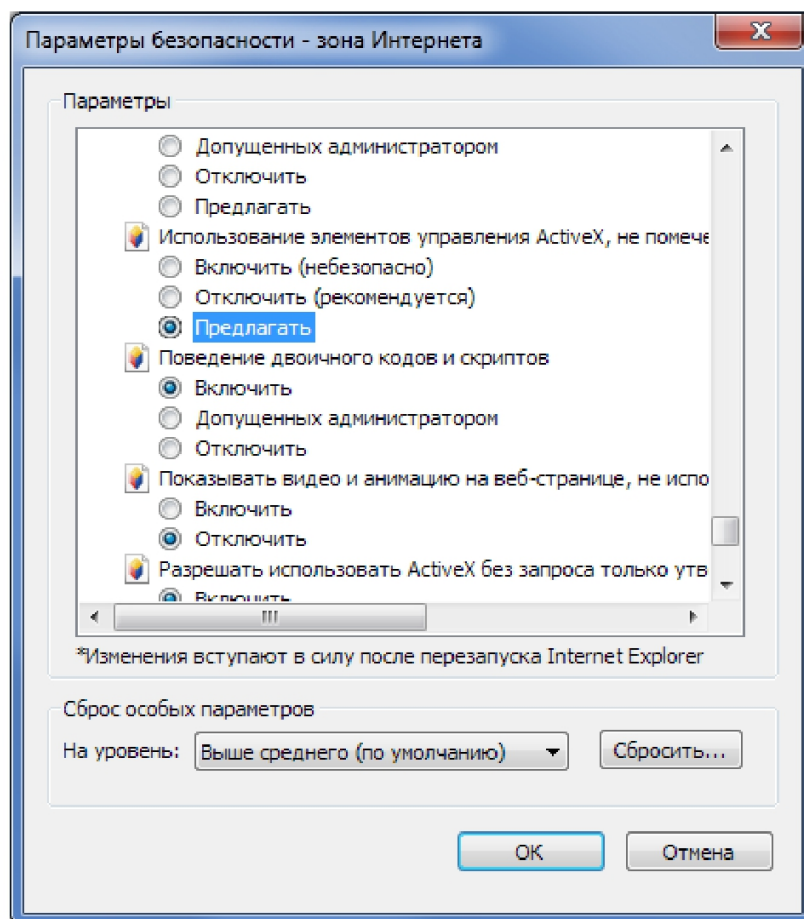 Параметры безопасности - зона Интернета
Параметры
Допущенных администратором
Отключить
Предлагать
Использование элементов управления ActiveX, не помече
Включить (небезопасно)
Отключить (рекомендуется)
Предлагать
Поведение двоичного кодов и скриптов
Включить
Допущенных администратором
Отключить
Показывать видео и анимацию на веб-странице, не испо
Включить
Отключить
Разрешать использовать ActiveX без запроса только утв
Включить
*Изменения вступают в силу после перезапуска Internet Explorer
Сброс особых параметров
На уровень: Выше среднего (по умолчанию) Сбросить...
ОК Отмена